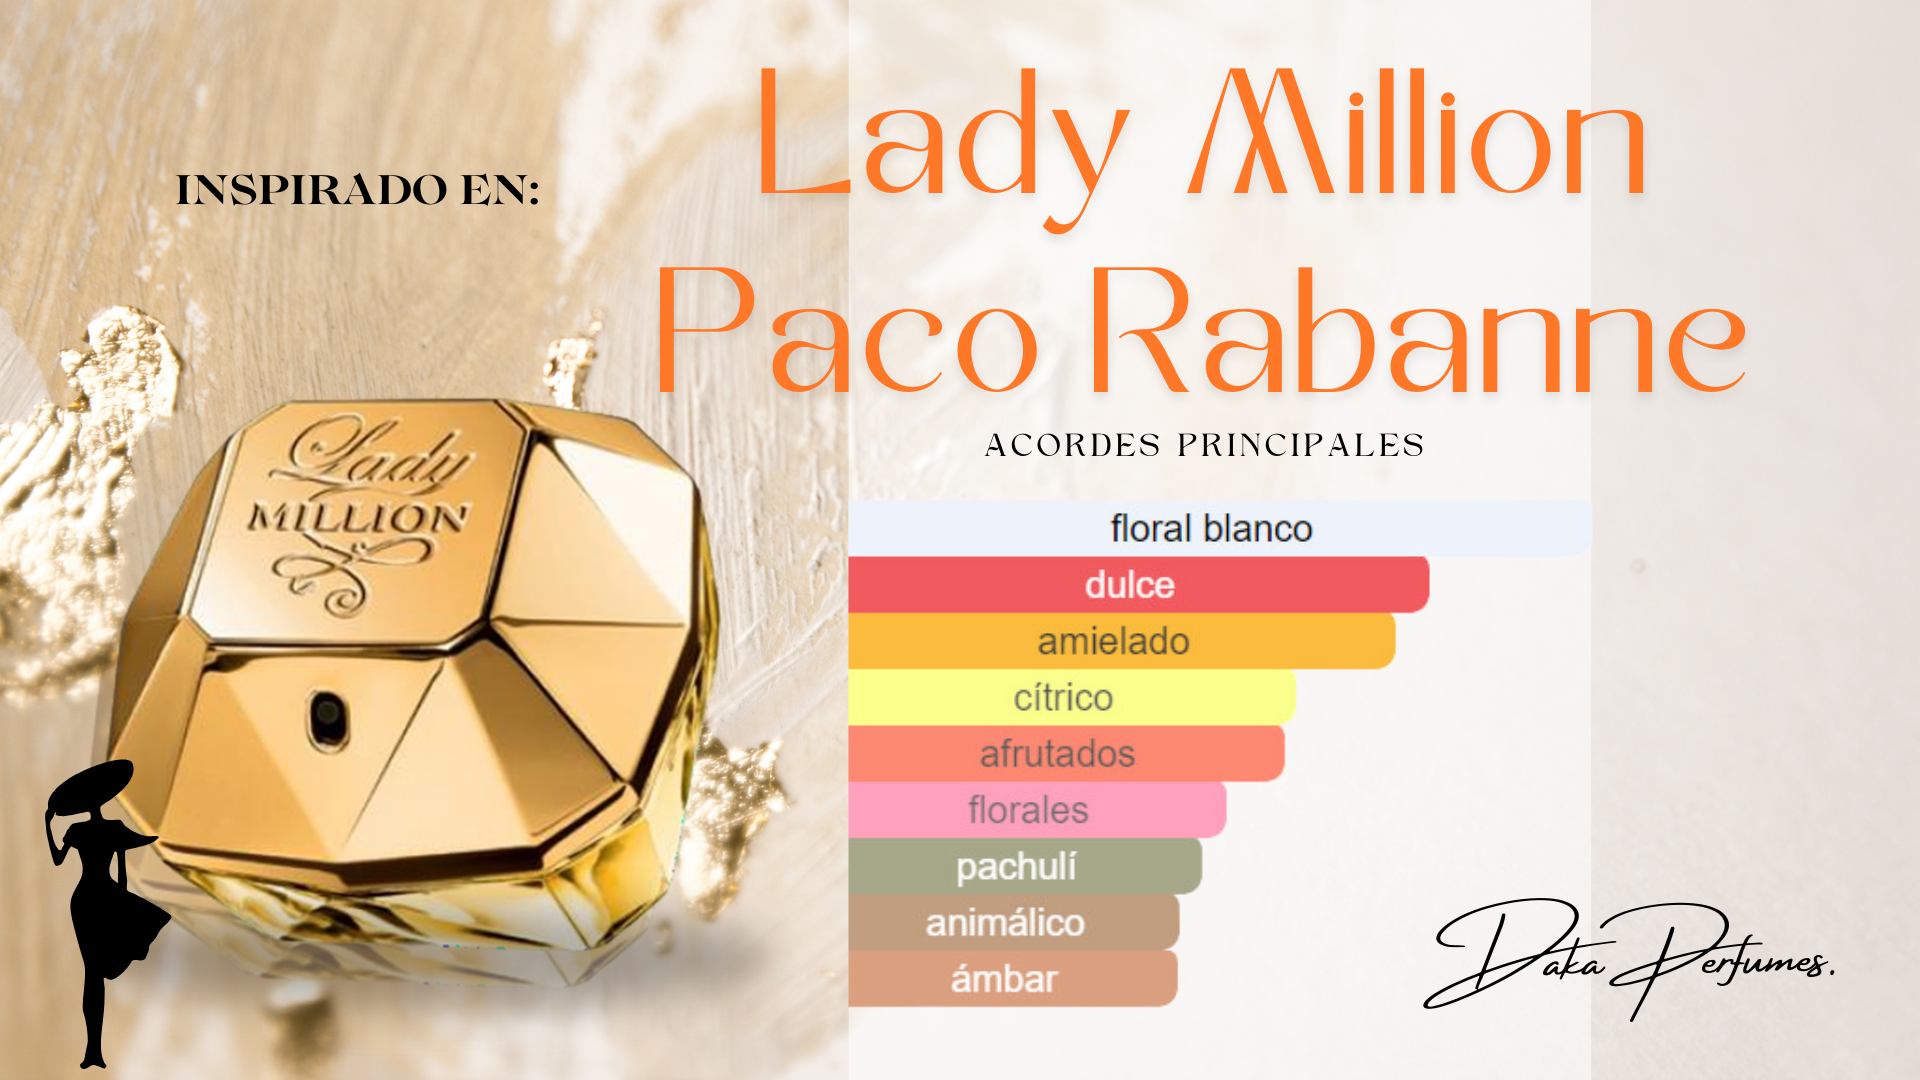 INSPIRADO EN:
Lady Million
Paco Rabanne
ACORDES PRINCIPALES
Lady
MILLION
floral blanco
dulce
amielado
cítrico
afrutados
florales
pachulí
animálico
ámbar
Daka Perfumes.